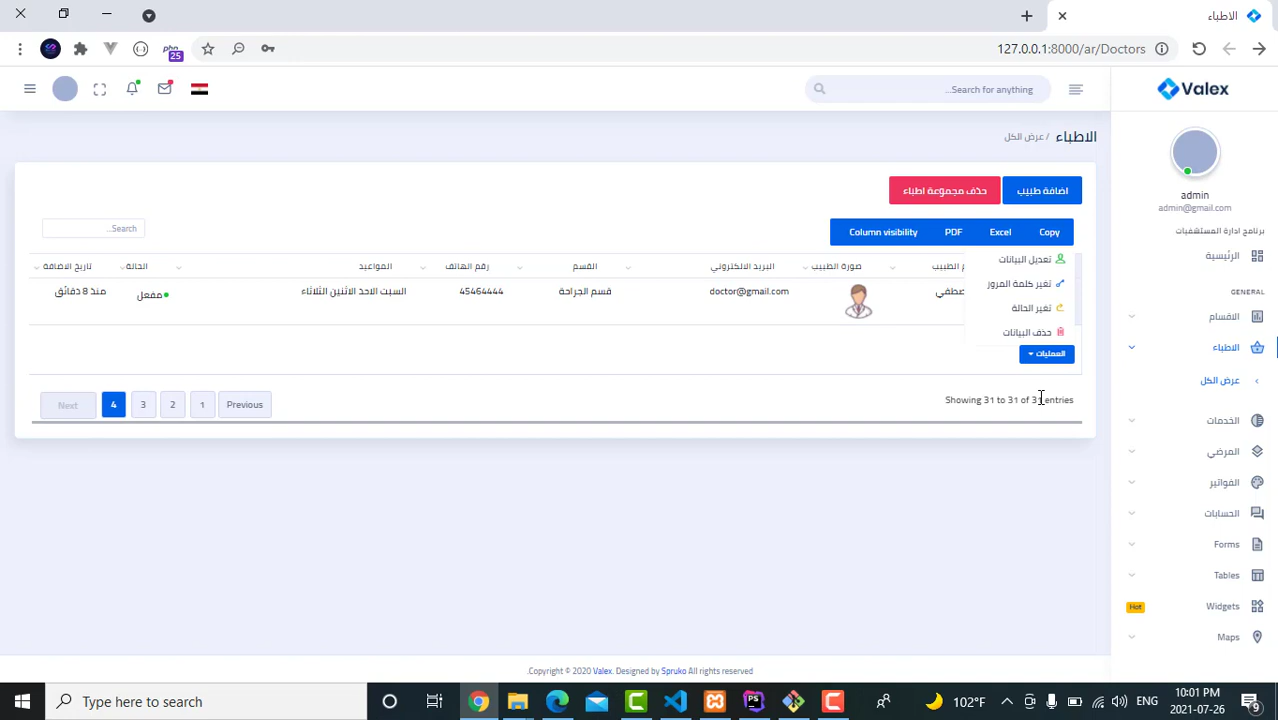 الاطباء
127.0.0.1:8000/ar/Doctors
php
25
Valex
Search for anything...
admin
admin@gmail.com
برنامج ادارة المستشفيات
الرئيسية
GENERAL
الاقسام
الاطباء
عرض الكل
الخدمات
المرضي
الفواتير
الحسابات
Forms
Tables
Widgets
Hot
Maps
الاطباء / عرض الكل
اضافة طبيب
حذف مجموعة اطباء
Copy
Excel
PDF
Column visibility
Search...
صورة الطبيب
البريد الالكتروني
القسم
رقم الهاتف
المواعيد
الحالة
تاريخ الاضافة
doctor@gmail.com
قسم الجراحة
45464444
السبت الاحد الاثنين الثلاثاء
مفعل
منذ 8 دقائق
تعديل البيانات
تغير كلمة المرور
تغير الحالة
حذف البيانات
العمليات
Showing 31 to 31 of 31 entries
Previous
1
2
3
4
Next
Copyright © 2020 Valex. Designed by Spruko All rights reserved.
Type here to search
102°F
ENG
10:01 PM
2021-07-26
9